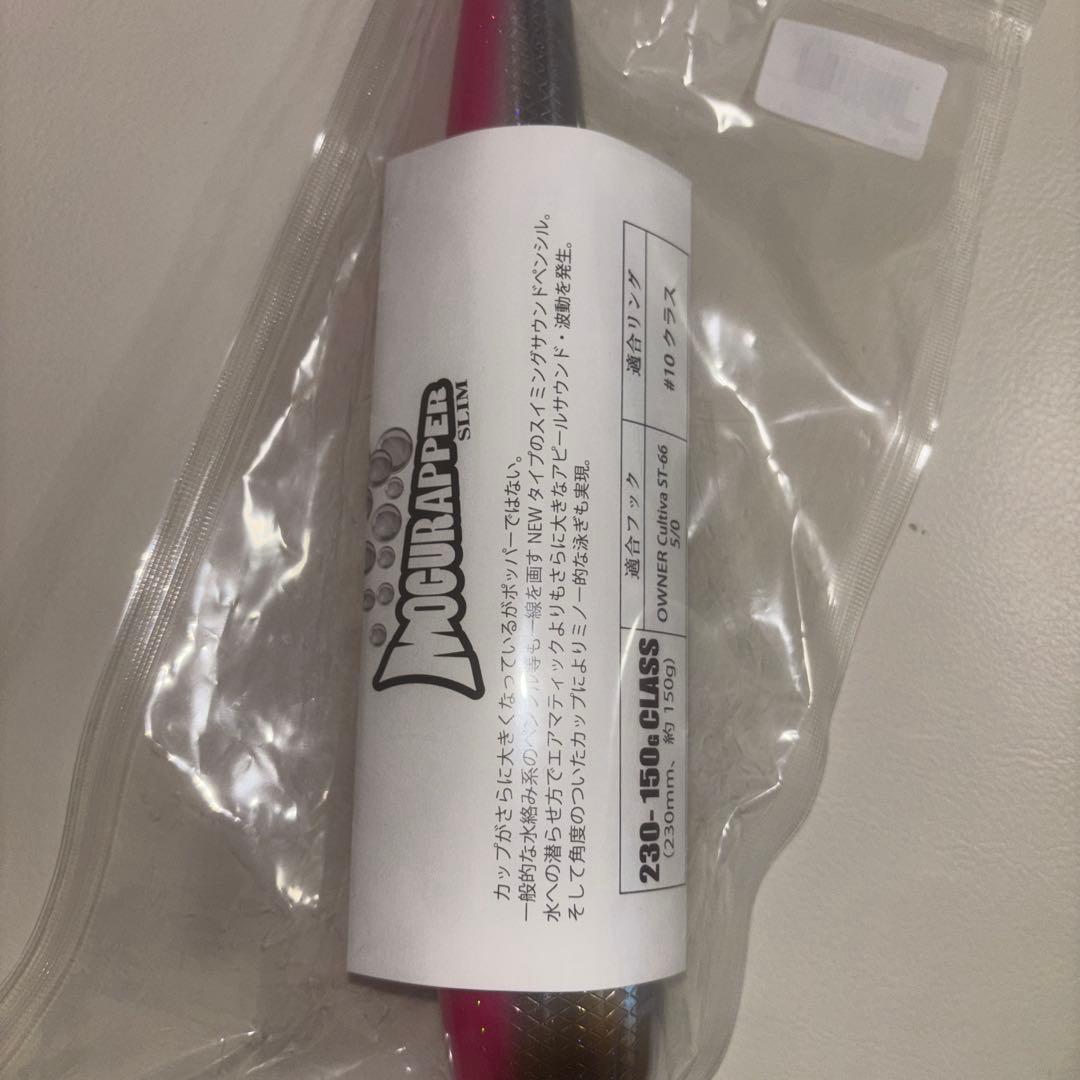 MOGURAPPER
SLIM
カップがさらに大きくなっているがポッパーではない。
一般的な水絡み系のペンシル等も一線を画すNEWタイプのスイミングサウンドペンシル。
水への潜らせ方でエアマティックよりもさらに大きなアピールサウンド・波動を発生。
そして角度のついたカップによりミノー的な泳ぎも実現。
適合フック 適合リング
230-150G CLASS OWNER Cultiva ST-66 #10クラス
(230mm、約150g) 5/0